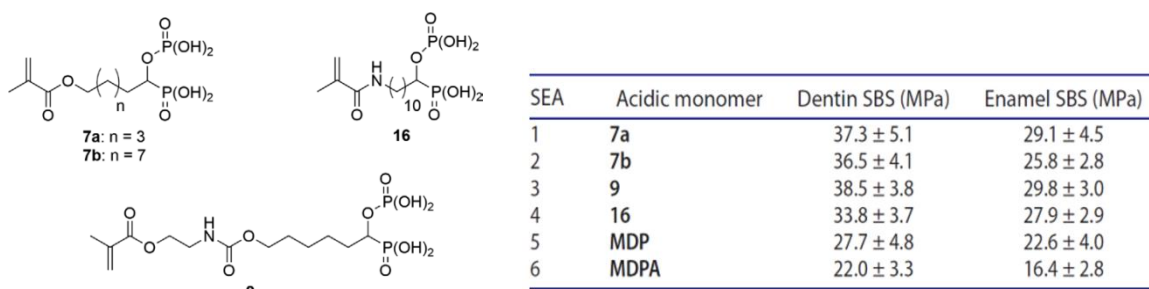 O
P(OH)₂
O
O
P(OH)₂
n
O
O
7a: n = 3
7b: n = 7
O
P(OH)₂
O
H
N
P(OH)₂
10
O
O
16
O
P(OH)₂
O
O
H
N
O
O
P(OH)₂
O
O
SEA Acidic monomer Dentin SBS (MPa) Enamel SBS (MPa)
1 7a 37.3 ± 5.1 29.1 ± 4.5
2 7b 36.5 ± 4.1 25.8 ± 2.8
3 9 38.5 ± 3.8 29.8 ± 3.0
4 16 33.8 ± 3.7 27.9 ± 2.9
5 MDP 27.7 ± 4.8 22.6 ± 4.0
6 MDPA 22.0 ± 3.3 16.4 ± 2.8